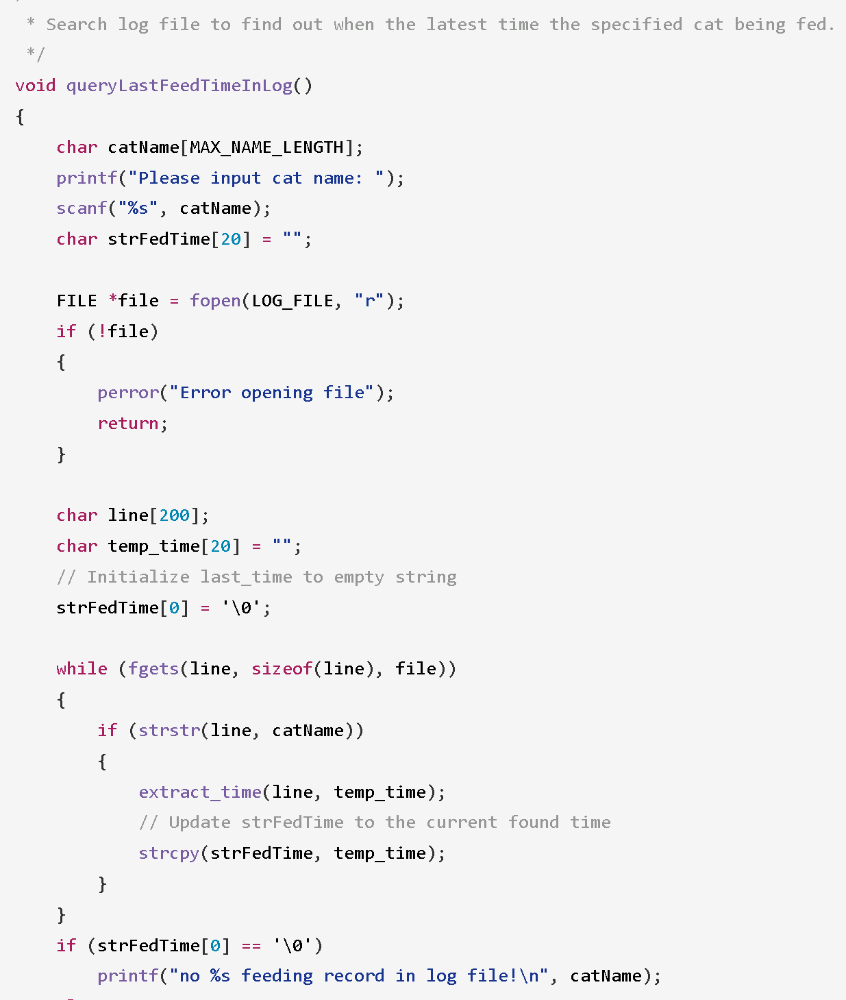 * Search log file to find out when the latest time the specified cat being fed.
*/
void queryLastFeedTimeInLog()
{
char catName[MAX_NAME_LENGTH];
printf("Please input cat name: ");
scanf("%s", catName);
char strFedTime[20] = "";
FILE *file = fopen(LOG_FILE, "r");
if (!file)
{
perror("Error opening file");
return;
}
char line[200];
char temp_time[20] = "";
// Initialize last_time to empty string
strFedTime[0] = '\0';
while (fgets(line, sizeof(line), file))
{
if (strstr(line, catName))
{
extract_time(line, temp_time);
// Update strFedTime to the current found time
strcpy(strFedTime, temp_time);
}
}
if (strFedTime[0] == '\0')
printf("no %s feeding record in log file!\n", catName);